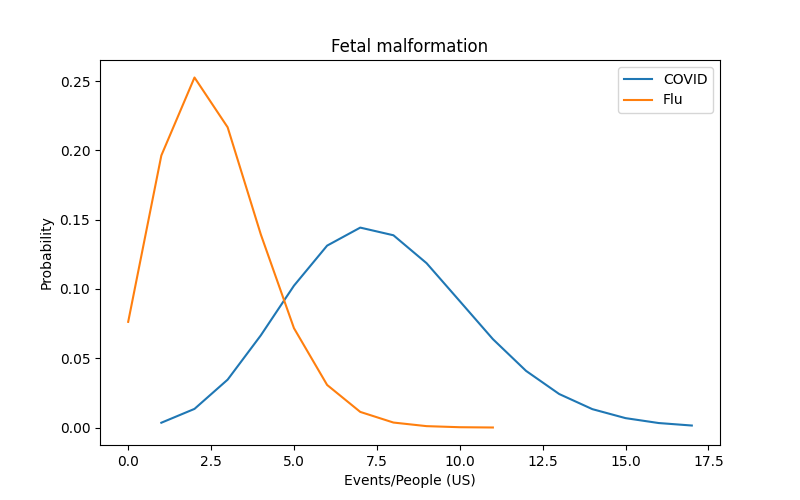 Fetal malformation
COVID
Flu
Probability
0.25
0.20
0.15
0.10
0.05
0.00
0.0 2.5 5.0 7.5 10.0 12.5 15.0 17.5
Events/People (US)